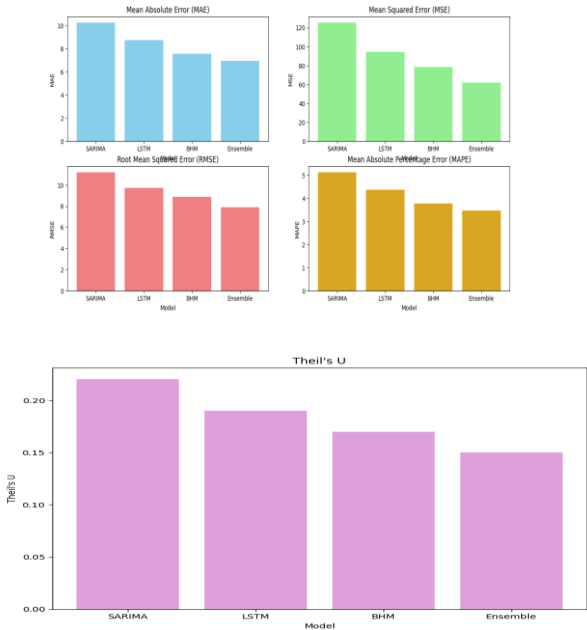 Mean Absolute Error (MAE)
10
8
6
4
2
0
MAE
SARIMA LSTM BHM Ensemble
Model
Mean Squared Error (MSE)
120
100
80
60
40
20
0
MSE
SARIMA LSTM BHM Ensemble
Model
Root Mean Squared Error (RMSE)
10
8
6
4
2
0
RMSE
SARIMA LSTM BHM Ensemble
Model
Mean Absolute Percentage Error (MAPE)
5
4
3
2
1
0
MAPE
SARIMA LSTM BHM Ensemble
Model
Theil's U
0.20
0.15
0.10
0.05
0.00
Theil's U
SARIMA LSTM BHM Ensemble
Model